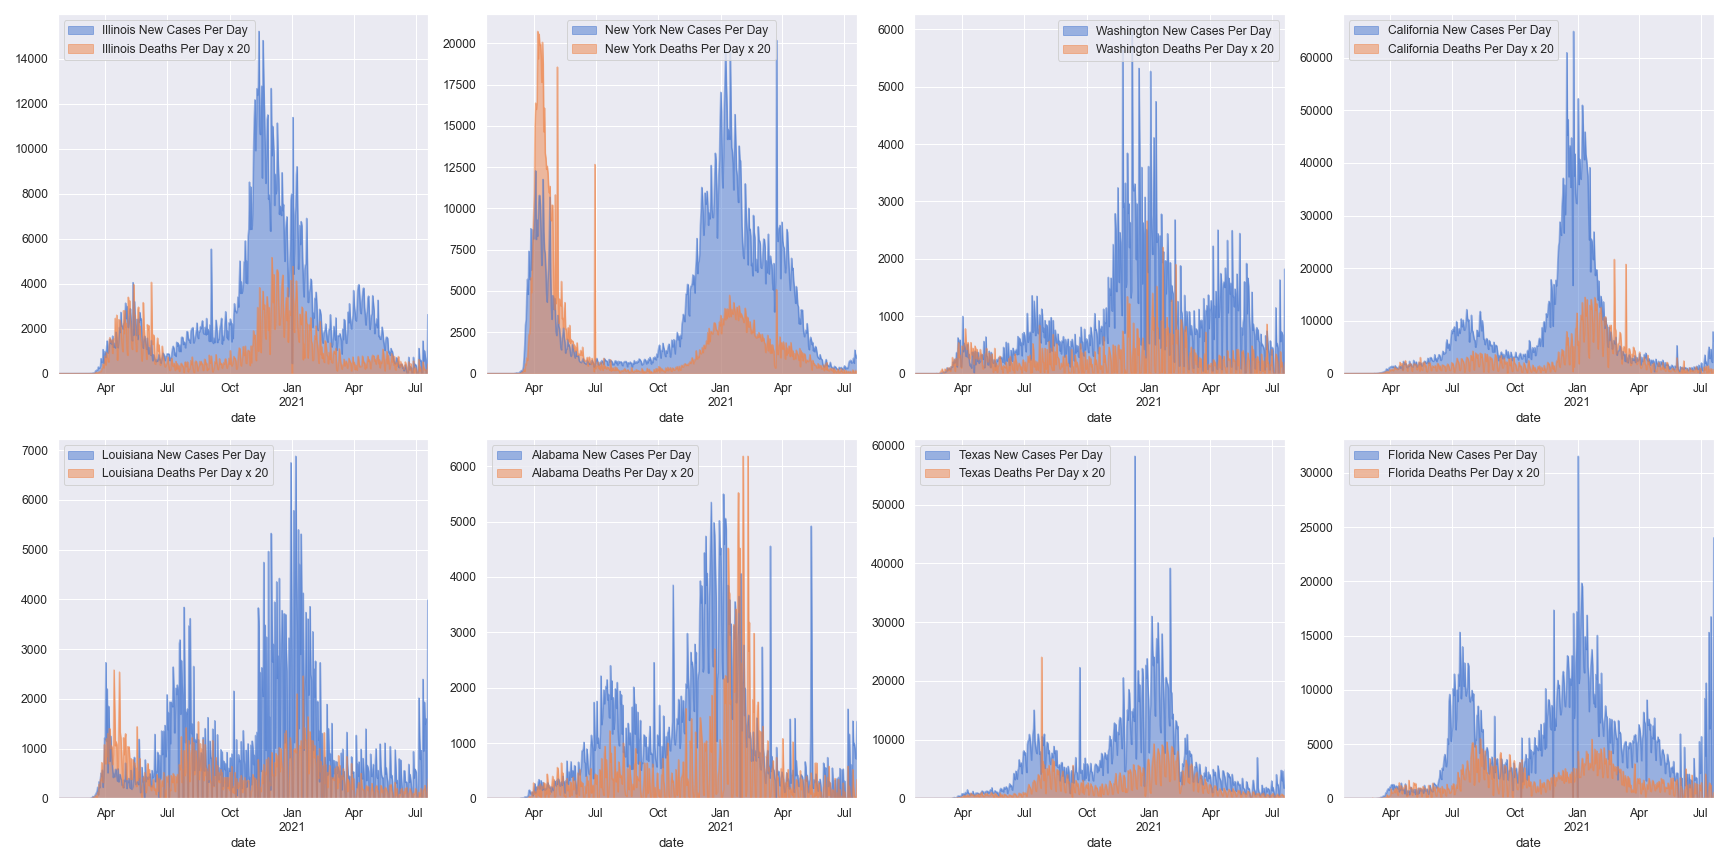 Illinois New Cases Per Day
Illinois Deaths Per Day x 20
14000
12000
10000
8000
6000
4000
2000
0
Apr Jul Oct Jan Apr Jul
2021
date
New York New Cases Per Day
New York Deaths Per Day x 20
20000
17500
15000
12500
10000
7500
5000
2500
0
Apr Jul Oct Jan Apr Jul
2021
date
Washington New Cases Per Day
Washington Deaths Per Day x 20
6000
5000
4000
3000
2000
1000
0
Apr Jul Oct Jan Apr Jul
2021
date
California New Cases Per Day
California Deaths Per Day x 20
60000
50000
40000
30000
20000
10000
0
Apr Jul Oct Jan Apr Jul
2021
date
Louisiana New Cases Per Day
Louisiana Deaths Per Day x 20
7000
6000
5000
4000
3000
2000
1000
0
Apr Jul Oct Jan Apr Jul
2021
date
Alabama New Cases Per Day
Alabama Deaths Per Day x 20
6000
5000
4000
3000
2000
1000
0
Apr Jul Oct Jan Apr Jul
2021
date
Texas New Cases Per Day
Texas Deaths Per Day x 20
60000
50000
40000
30000
20000
10000
0
Apr Jul Oct Jan Apr Jul
2021
date
Florida New Cases Per Day
Florida Deaths Per Day x 20
30000
25000
20000
15000
10000
5000
0
Apr Jul Oct Jan Apr Jul
2021
date